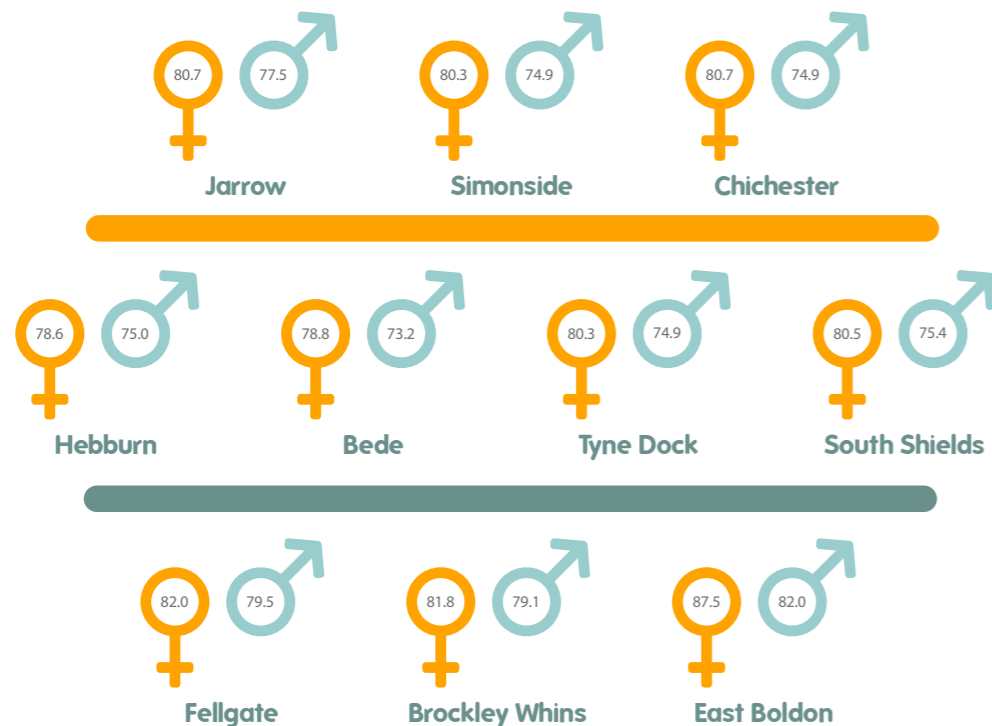 80.7 77.5 80.3 74.9 80.7 74.9
Jarrow Simonside Chichester
78.6 75.0 78.8 73.2 80.3 74.9 80.5 75.4
Hebburn Bede Tyne Dock South Shields
82.0 79.5 81.8 79.1 87.5 82.0
Fellgate Brockley Whins East Boldon